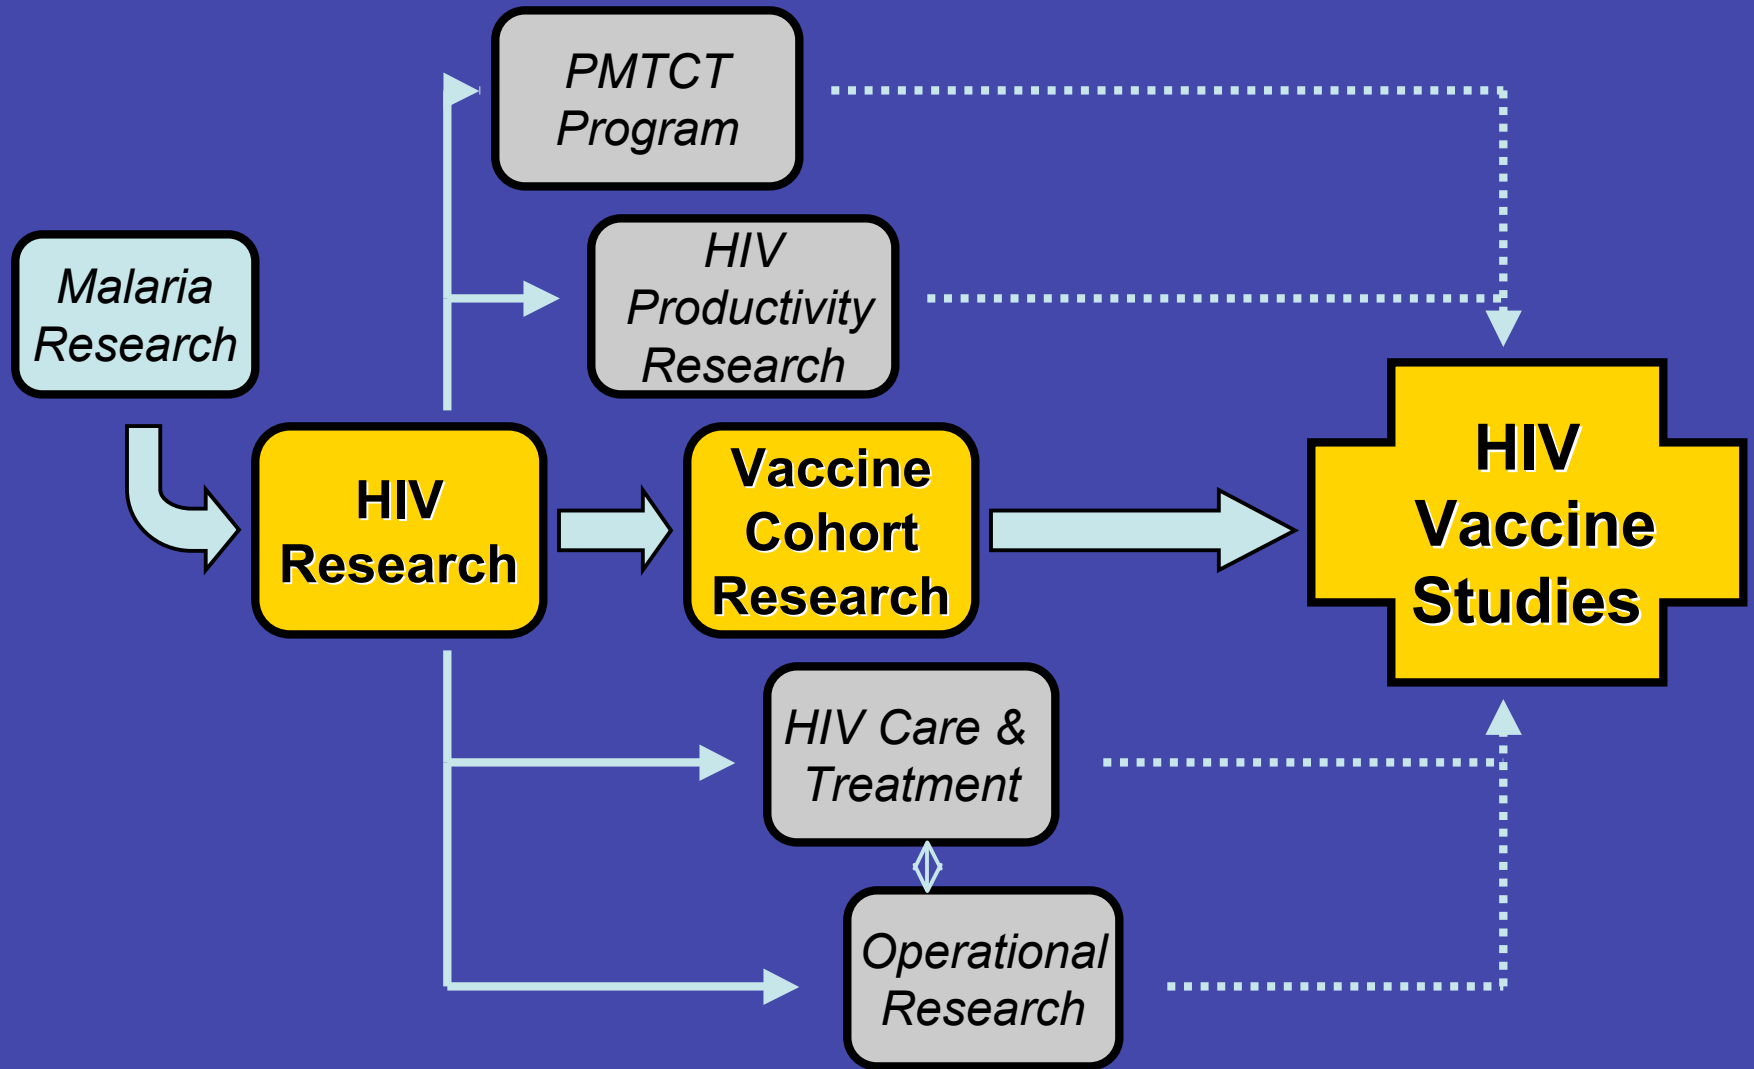 PMTCT
Program
HIV
Productivity
Research
Malaria
Research
HIV
Research
Vaccine
Cohort
Research
HIV
Vaccine
Studies
HIV Care &
Treatment
Operational
Research